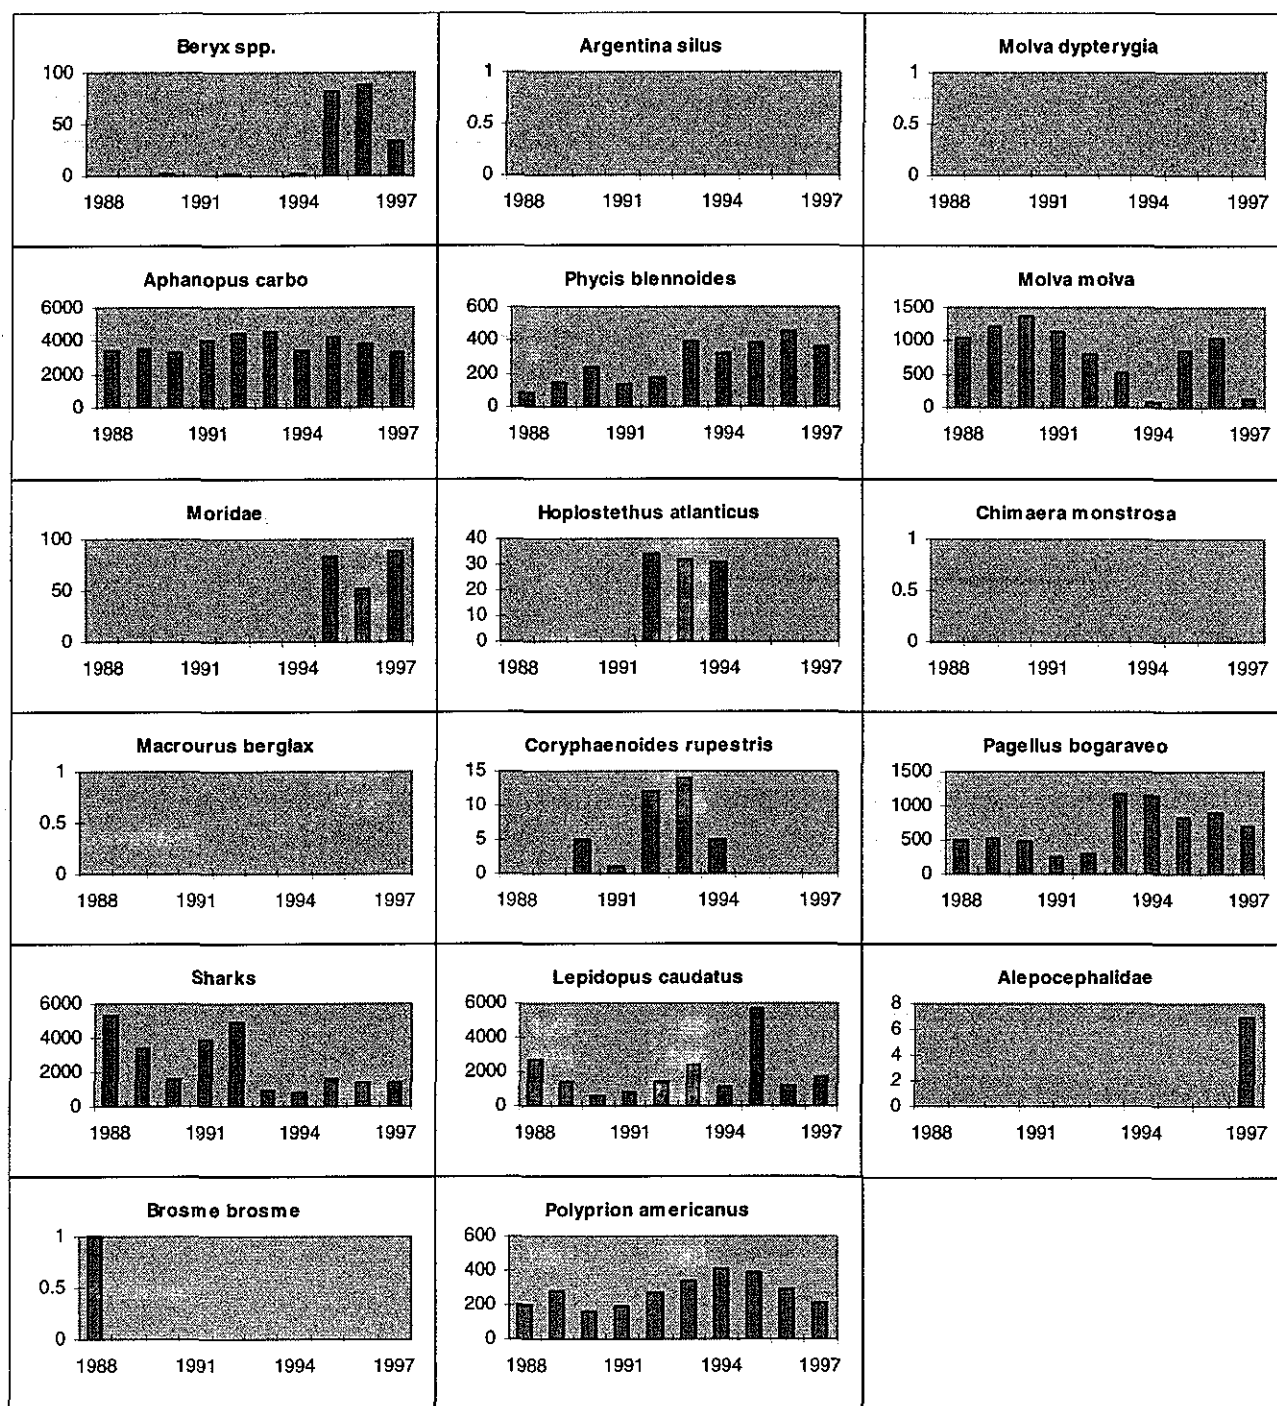 Beryx spp.
100
50
0
1988 1991 1994 1997
Argentina silus
1
0.5
0
1988 1991 1994 1997
Molva dypterygia
1
0.5
0
1988 1991 1994 1997
Aphanopus carbo
6000
4000
2000
0
1988 1991 1994 1997
Phycis blennoides
600
400
200
0
1988 1991 1994 1997
Molva molva
1500
1000
500
0
1988 1991 1994 1997
Moridae
100
50
0
1988 1991 1994 1997
Hoplostethus atlanticus
40
30
20
10
0
1988 1991 1994 1997
Chimaera monstrosa
1
0.5
0
1988 1991 1994 1997
Macrourus berglax
1
0.5
0
1988 1991 1994 1997
Coryphaenoides rupestris
15
10
5
0
1988 1991 1994 1997
Pagellus bogaraveo
1500
1000
500
0
1988 1991 1994 1997
Sharks
6000
4000
2000
0
1988 1991 1994 1997
Lepidopus caudatus
6000
4000
2000
0
1988 1991 1994 1997
Alepocephalidae
8
6
4
2
0
1988 1991 1994 1997
Brosme brosme
1
0.5
0
1988 1991 1994 1997
Polyprion americanus
600
400
200
0
1988 1991 1994 1997